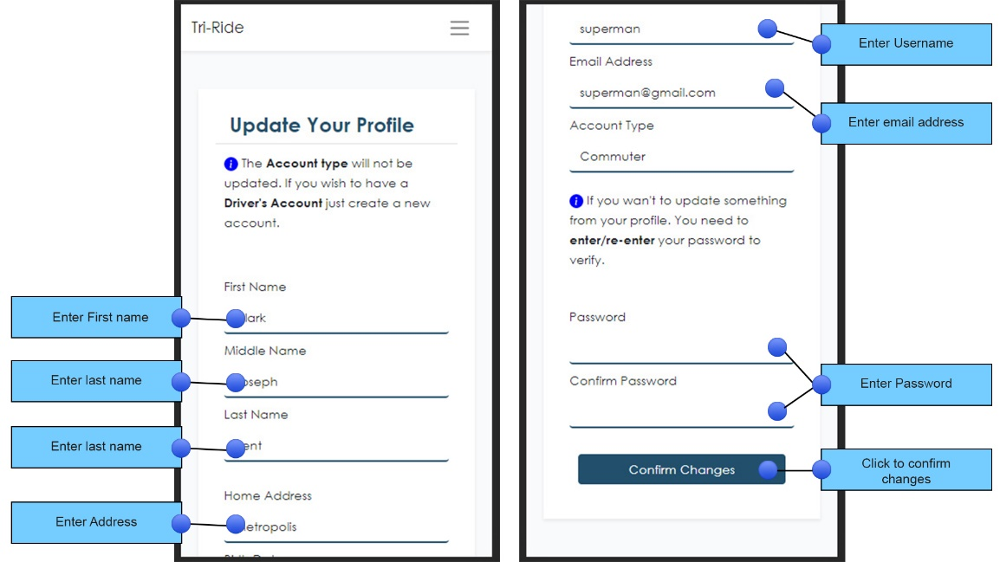 Tri-Ride
Update Your Profile
i The Account type will not be
updated. If you wish to have a
Driver's Account just create a new
account.
First Name
lark
Middle Name
oseph
Last Name
ent
Home Address
etropolis
Enter First name
Enter last name
Enter last name
Enter Address
superman
Email Address
superman@gmail.com
Account Type
Commuter
i If you wan't to update something
from your profile. You need to
enter/re-enter your password to
verify.
Password
Confirm Password
Confirm Changes
Enter Username
Enter email address
Enter Password
Click to confirm
changes